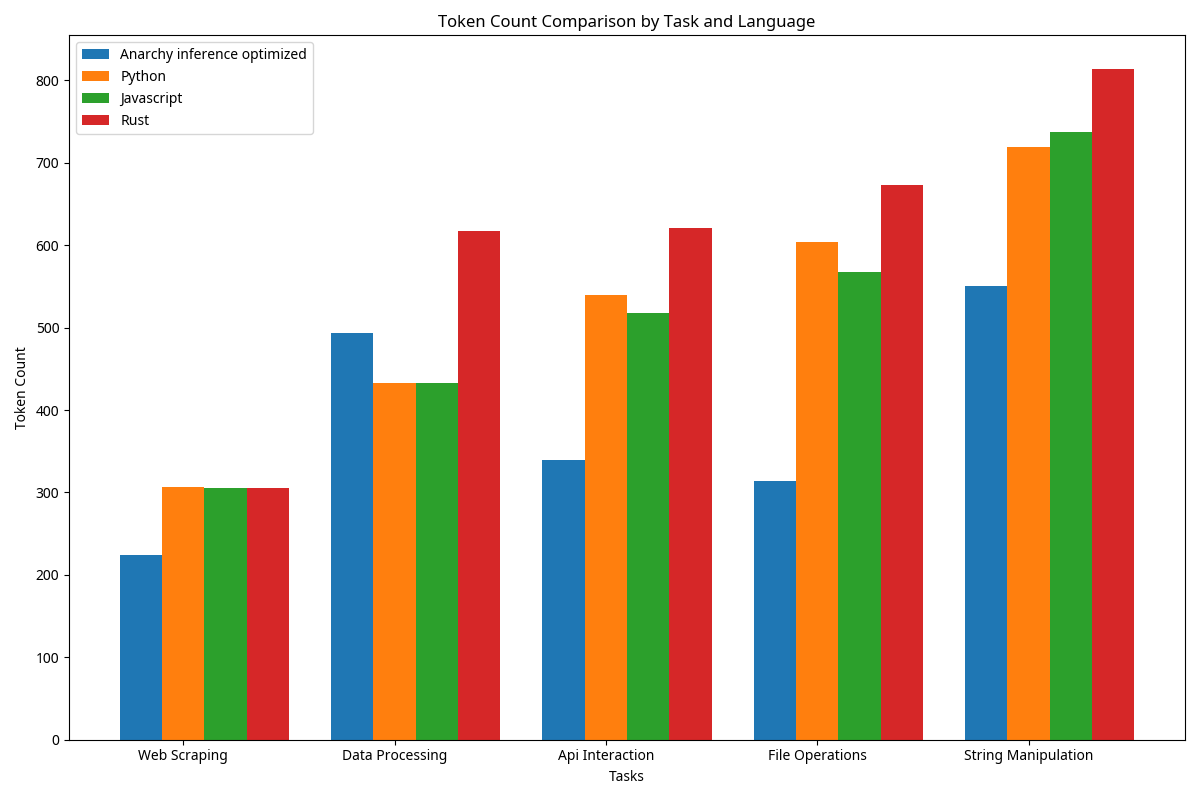 Token Count Comparison by Task and Language
Anarchy inference optimized
Python
Javascript
Rust
Token Count
800
700
600
500
400
300
200
100
0
Web Scraping
Data Processing
Api Interaction
File Operations
String Manipulation
Tasks